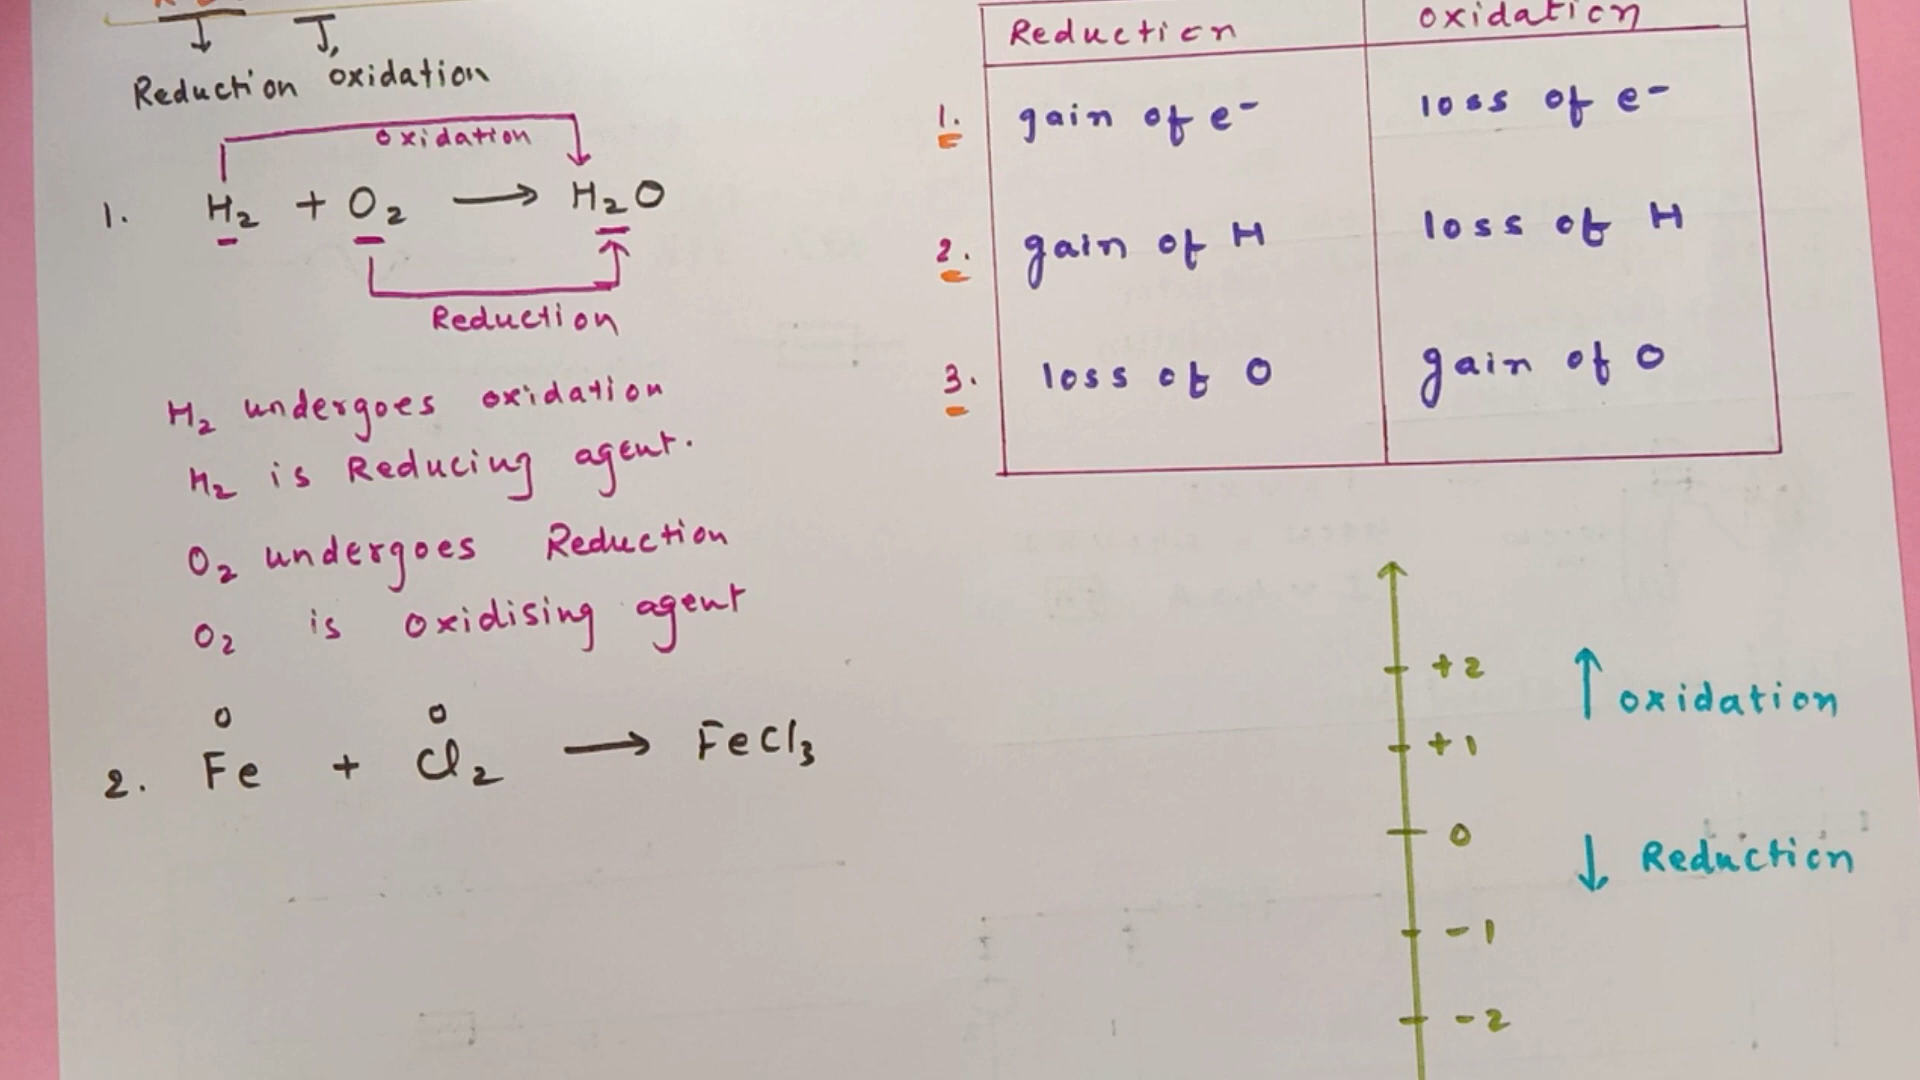 Reduction oxidation
oxidation
1. H₂ + O₂ → H₂O
Reduction
H₂ undergoes oxidation
H₂ is Reducing agent.
O₂ undergoes Reduction
O₂ is oxidising agent
0 0
2. Fe + Cl₂ → FeCl₃
Reduction oxidation
1. gain of e⁻ loss of e⁻
2. gain of H loss of H
3. loss of O gain of O
+2 ↑ oxidation
+1
0 ↓ Reduction
-1
-2